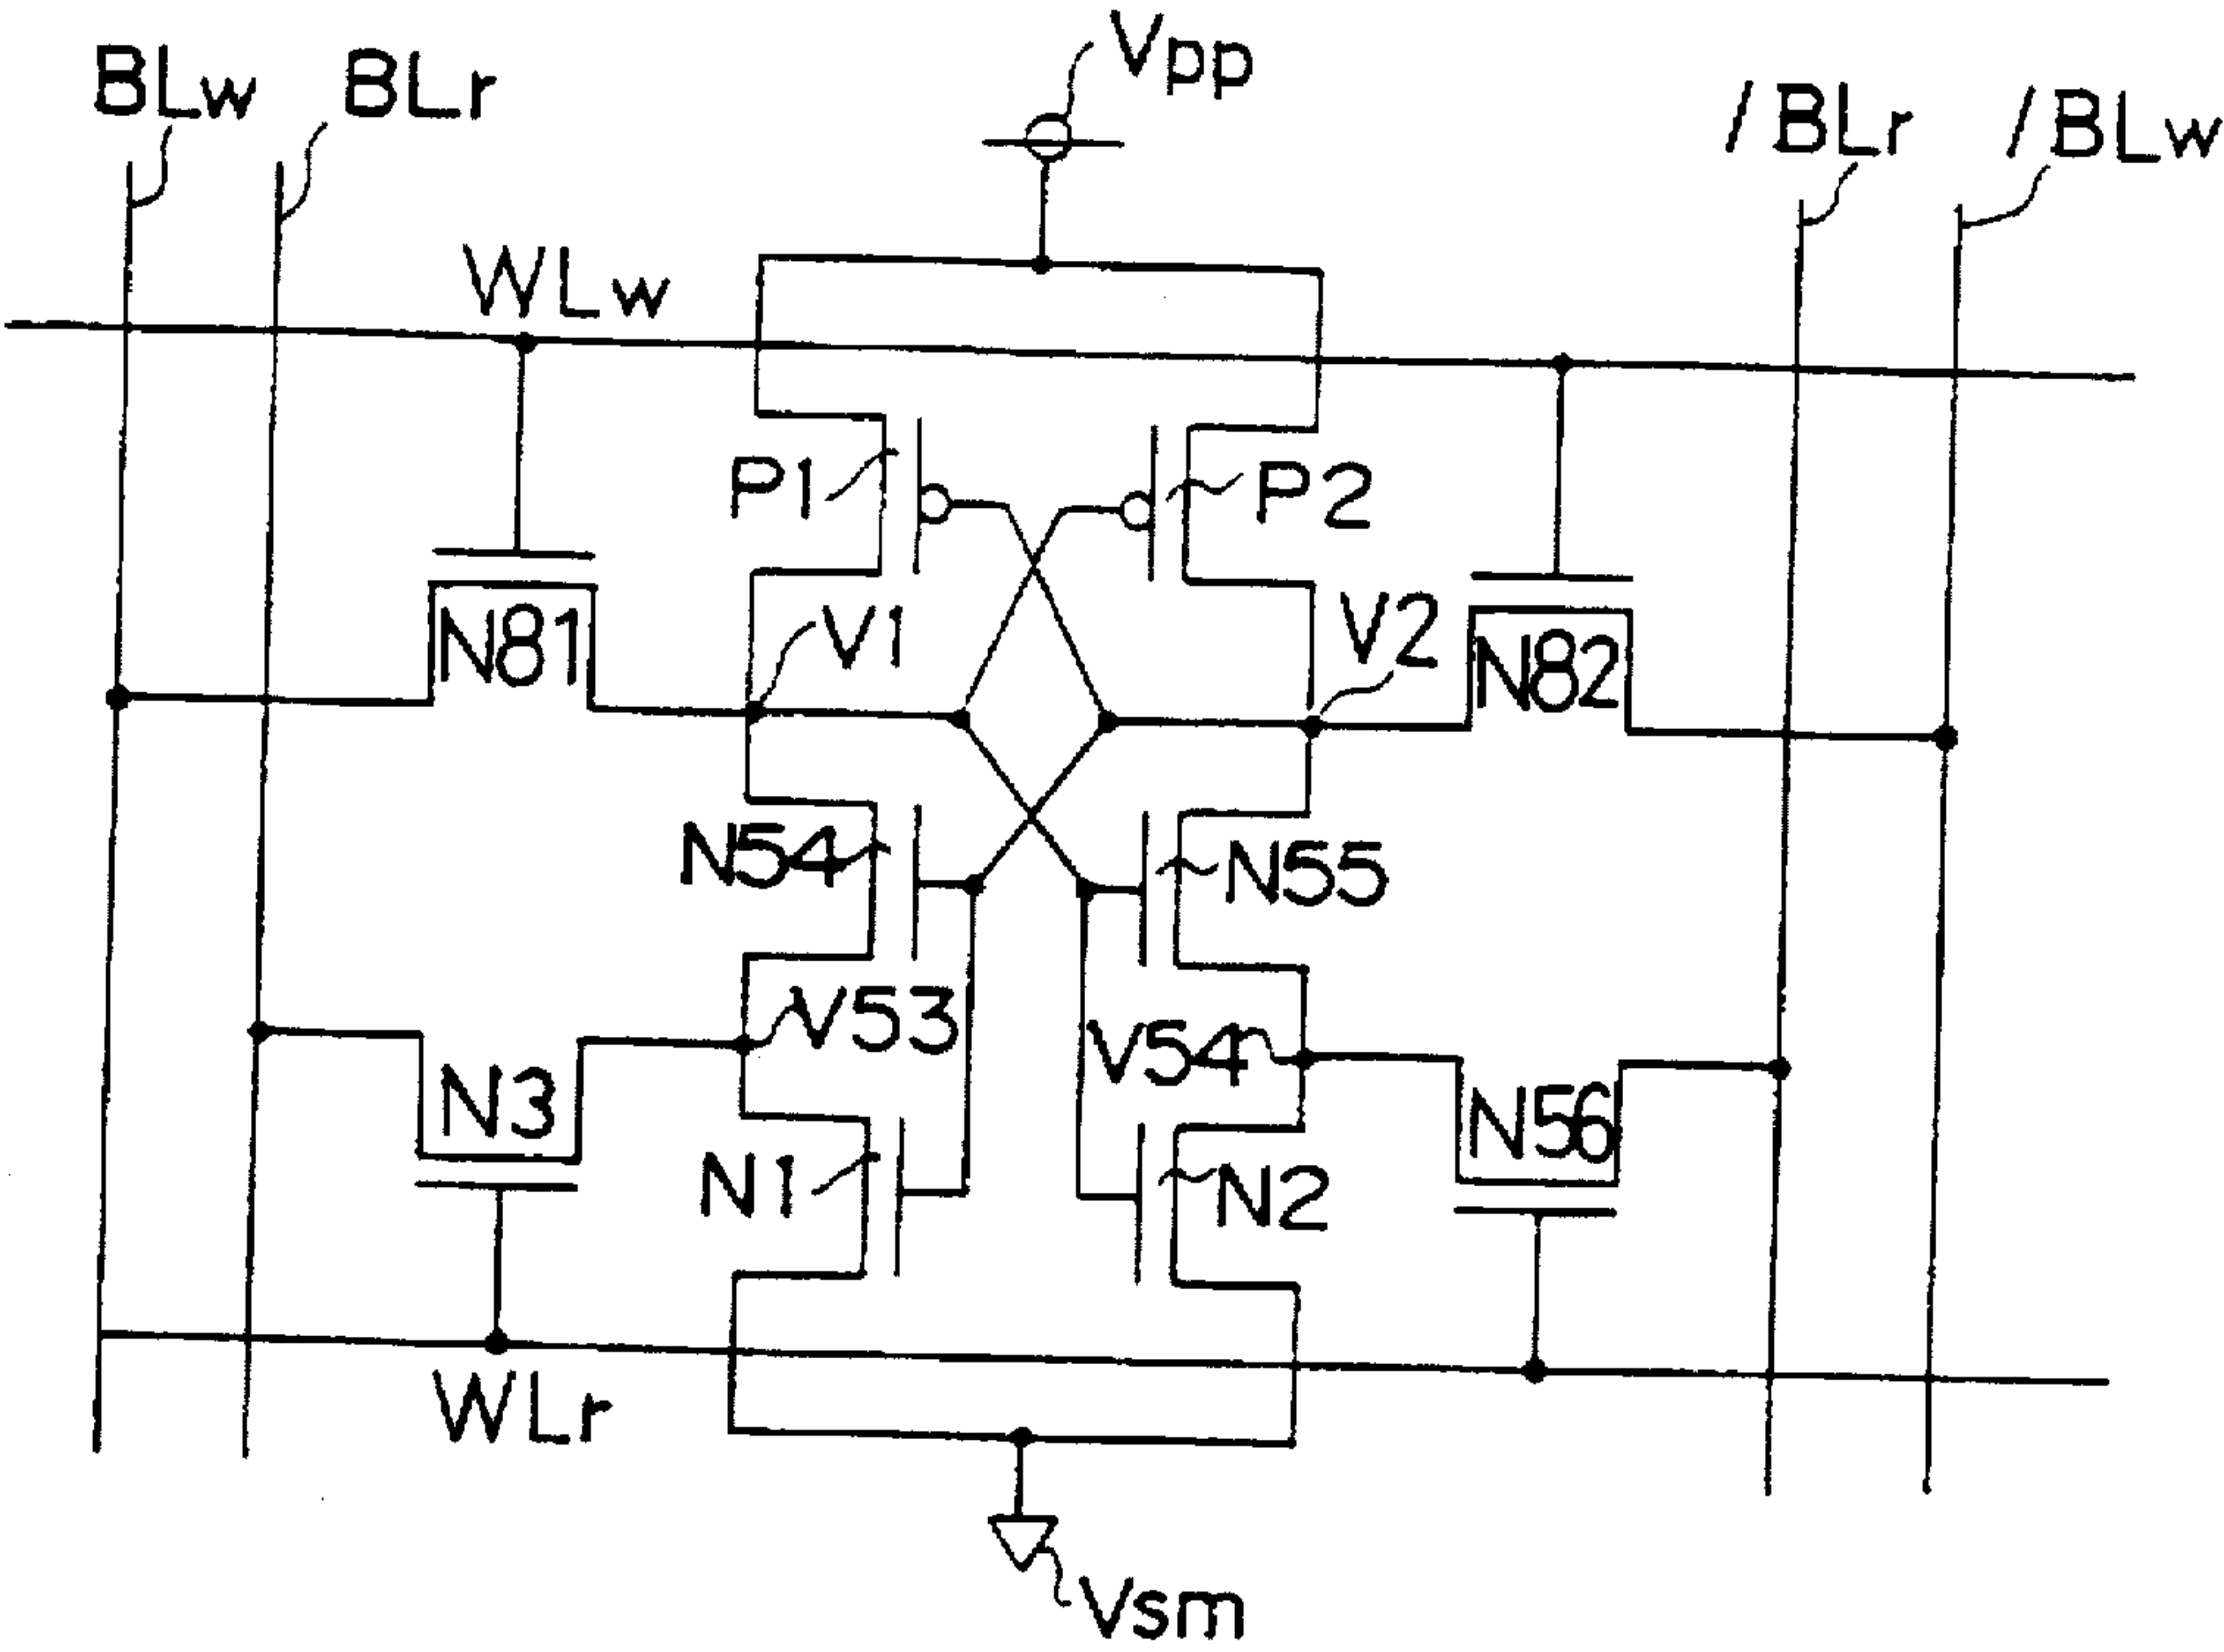 Vpp
BLw
BLr
/BLr
/BLw
WLw
P1
P2
N81
V1
V2
N82
N54
N55
V53
V54
N3
N56
N1
N2
WLr
Vsm